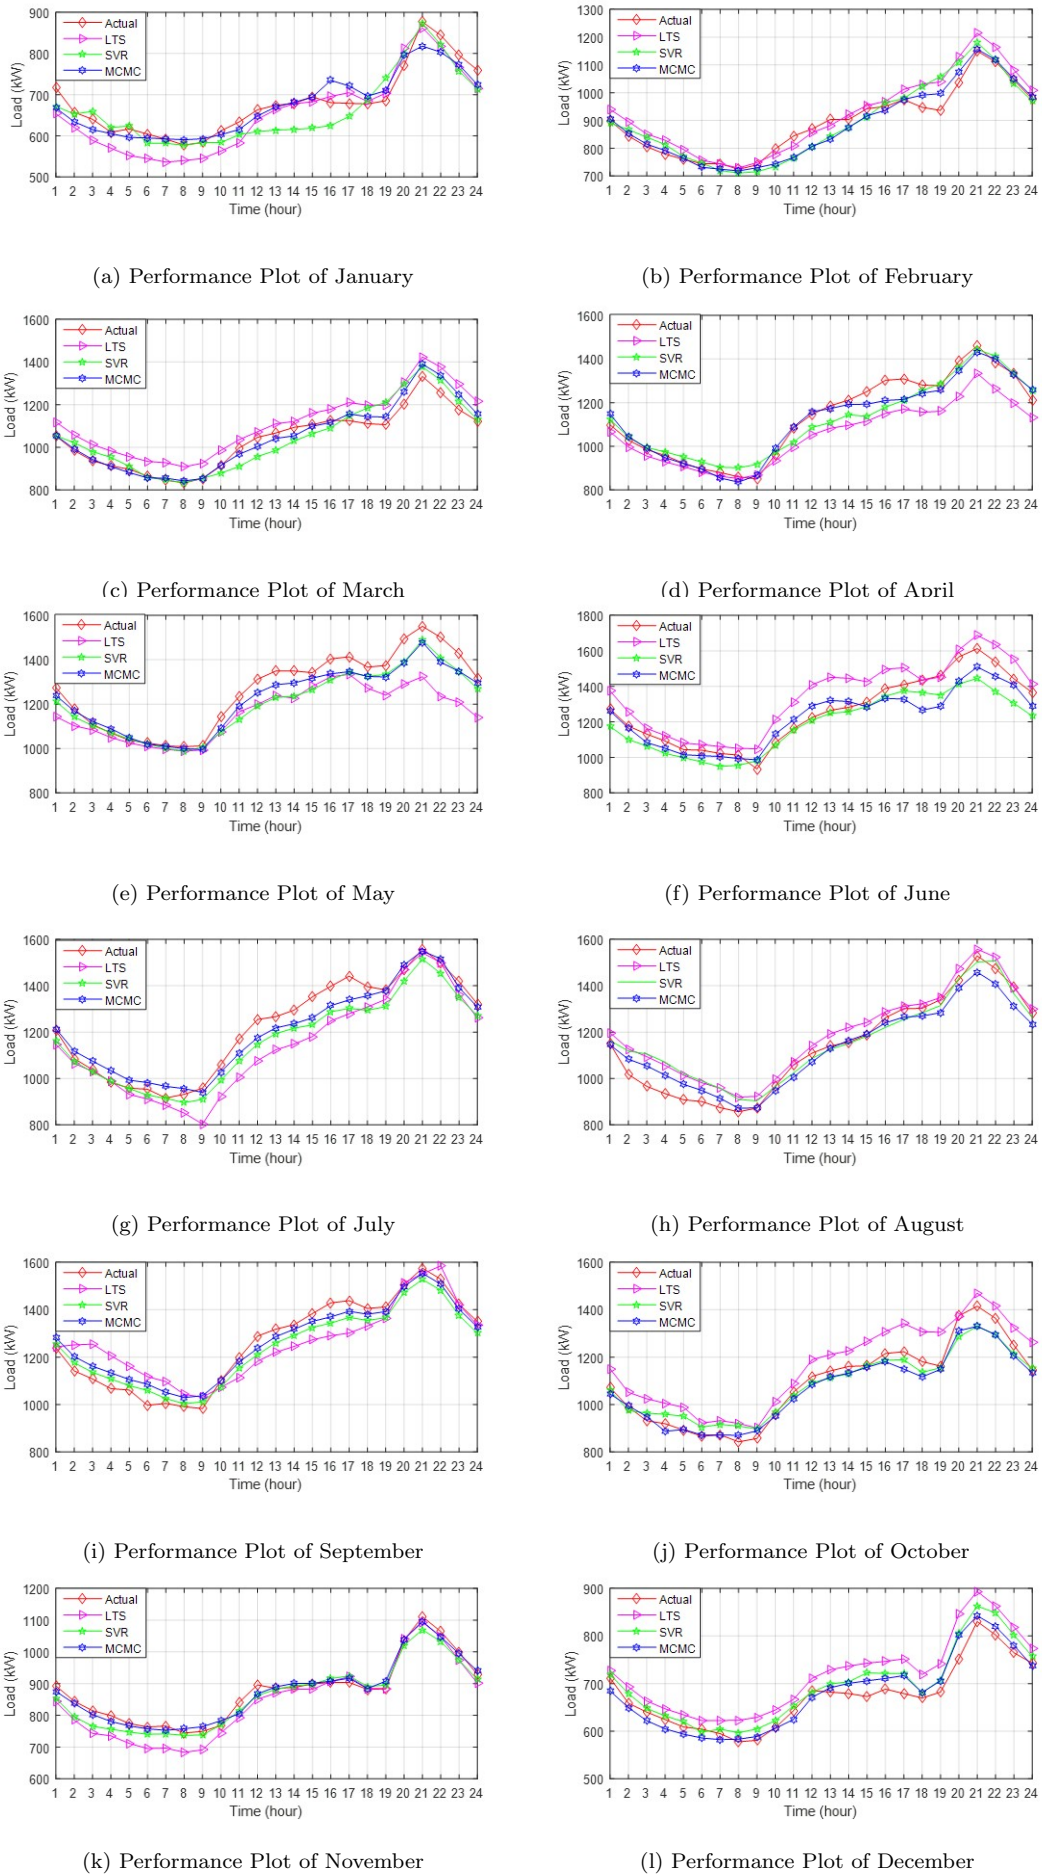 900
800
700
600
500
Load (kW)
Actual
LTS
SVR
MCMC
1 2 3 4 5 6 7 8 9 10 11 12 13 14 15 16 17 18 19 20 21 22 23 24
Time (hour)
(a) Performance Plot of January
1300
1200
1100
1000
900
800
700
Load (kW)
Actual
LTS
SVR
MCMC
1 2 3 4 5 6 7 8 9 10 11 12 13 14 15 16 17 18 19 20 21 22 23 24
Time (hour)
(b) Performance Plot of February
1600
1400
1200
1000
800
Load (kW)
Actual
LTS
SVR
MCMC
1 2 3 4 5 6 7 8 9 10 11 12 13 14 15 16 17 18 19 20 21 22 23 24
Time (hour)
(c) Performance Plot of March
1600
1400
1200
1000
800
Load (kW)
Actual
LTS
SVR
MCMC
1 2 3 4 5 6 7 8 9 10 11 12 13 14 15 16 17 18 19 20 21 22 23 24
Time (hour)
(d) Performance Plot of April
1600
1400
1200
1000
800
Load (kW)
Actual
LTS
SVR
MCMC
1 2 3 4 5 6 7 8 9 10 11 12 13 14 15 16 17 18 19 20 21 22 23 24
Time (hour)
(e) Performance Plot of May
1800
1600
1400
1200
1000
800
Load (kW)
Actual
LTS
SVR
MCMC
1 2 3 4 5 6 7 8 9 10 11 12 13 14 15 16 17 18 19 20 21 22 23 24
Time (hour)
(f) Performance Plot of June
1600
1400
1200
1000
800
Load (kW)
Actual
LTS
SVR
MCMC
1 2 3 4 5 6 7 8 9 10 11 12 13 14 15 16 17 18 19 20 21 22 23 24
Time (hour)
(g) Performance Plot of July
1600
1400
1200
1000
800
Load (kW)
Actual
LTS
SVR
MCMC
1 2 3 4 5 6 7 8 9 10 11 12 13 14 15 16 17 18 19 20 21 22 23 24
Time (hour)
(h) Performance Plot of August
1600
1400
1200
1000
800
Load (kW)
Actual
LTS
SVR
MCMC
1 2 3 4 5 6 7 8 9 10 11 12 13 14 15 16 17 18 19 20 21 22 23 24
Time (hour)
(i) Performance Plot of September
1600
1400
1200
1000
800
Load (kW)
Actual
LTS
SVR
MCMC
1 2 3 4 5 6 7 8 9 10 11 12 13 14 15 16 17 18 19 20 21 22 23 24
Time (hour)
(j) Performance Plot of October
1200
1100
1000
900
800
700
600
Load (kW)
Actual
LTS
SVR
MCMC
1 2 3 4 5 6 7 8 9 10 11 12 13 14 15 16 17 18 19 20 21 22 23 24
Time (hour)
(k) Performance Plot of November
900
800
700
600
500
Load (kW)
Actual
LTS
SVR
MCMC
1 2 3 4 5 6 7 8 9 10 11 12 13 14 15 16 17 18 19 20 21 22 23 24
Time (hour)
(l) Performance Plot of December